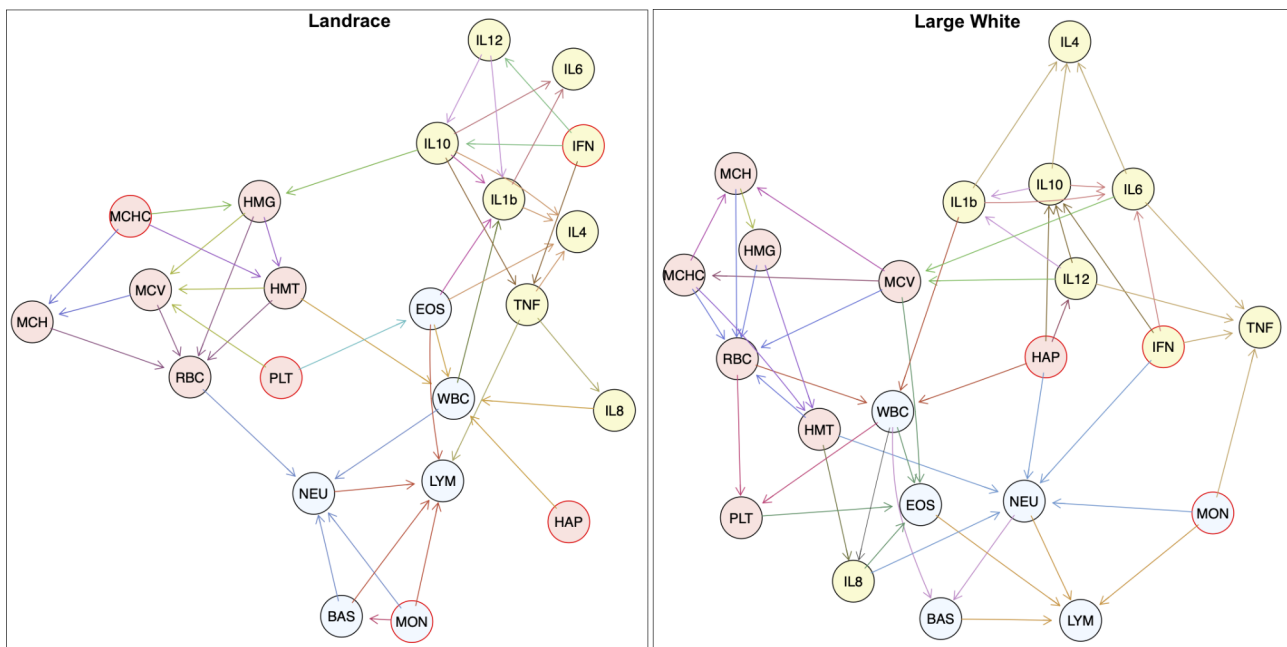 Landrace
IL12
IL6
IL10
IFN
IL1b
HMG
MCHC
IL4
MCV
HMT
EOS
TNF
MCH
RBC
PLT
WBC
IL8
LYM
NEU
HAP
BAS
MON
Large White
IL4
MCH
IL10
IL6
IL1b
HMG
MCHC
MCV
IL12
TNF
RBC
HAP
IFN
WBC
HMT
PLT
EOS
NEU
MON
IL8
BAS
LYM